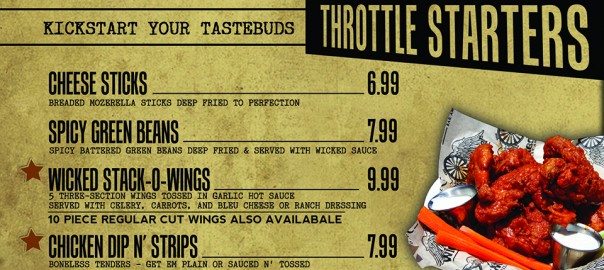 KICKSTART YOUR TASTEBUDS
THROTTLE STARTERS
CHEESE STICKS 6.99
BREADED MOZERELLA STICKS DEEP FRIED TO PERFECTION
SPICY GREEN BEANS 7.99
SPICY BATTERED GREEN BEANS DEEP FRIED & SERVED WITH WICKED SAUCE
WICKED STACK-O-WINGS 9.99
5 THREE-SECTION WINGS TOSSED IN GARLIC HOT SAUCE
SERVED WITH CELERY, CARROTS, AND BLEU CHEESE OR RANCH DRESSING
10 PIECE REGULAR CUT WINGS ALSO AVAILABALE
CHICKEN DIP N' STRIPS 7.99
BONELESS TENDERS - GET EM PLAIN OR SAUCED N' TOSSED